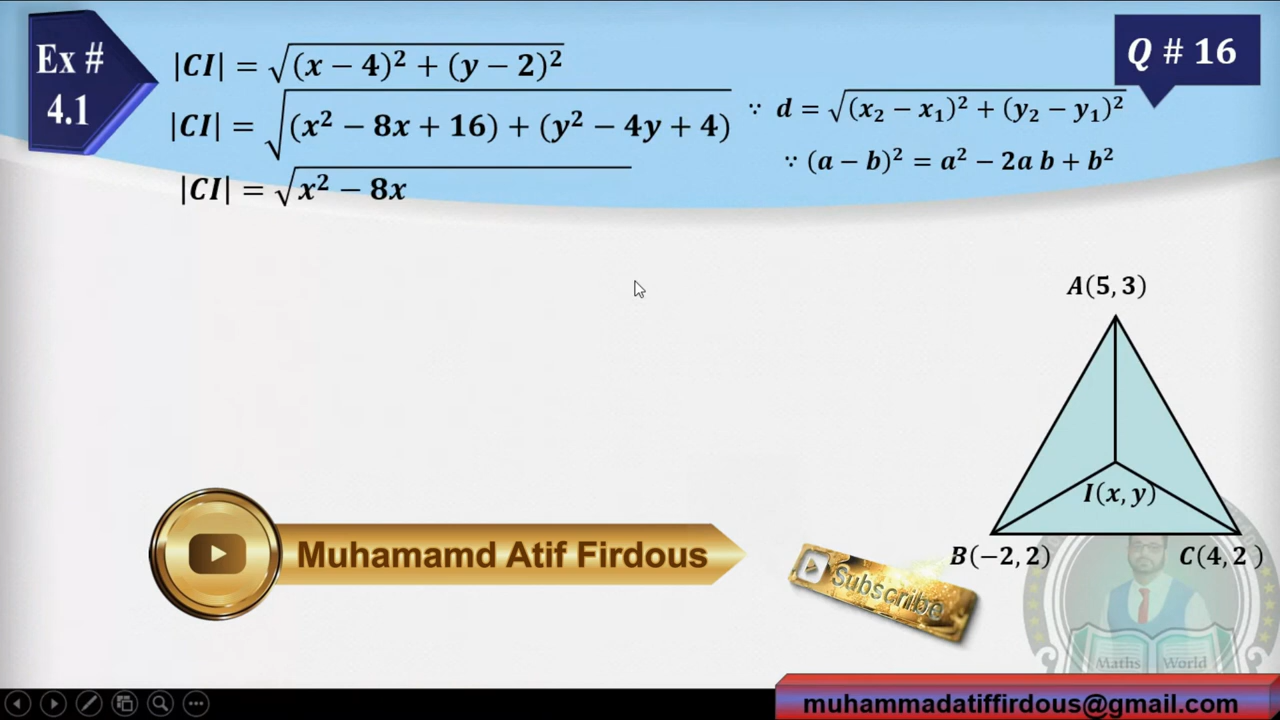 Ex #
4.1
|CI| = √(x − 4)² + (y − 2)²
|CI| = √(x² − 8x + 16) + (y² − 4y + 4)
|CI| = √x² − 8x
Q # 16
∵ d = √(x₂ − x₁)² + (y₂ − y₁)²
∵ (a − b)² = a² − 2a b + b²
A(5, 3)
I(x, y)
B(−2, 2)
C(4, 2 )
Muhamamd Atif Firdous
Subscribe
Maths World
muhammadatiffirdous@gmail.com